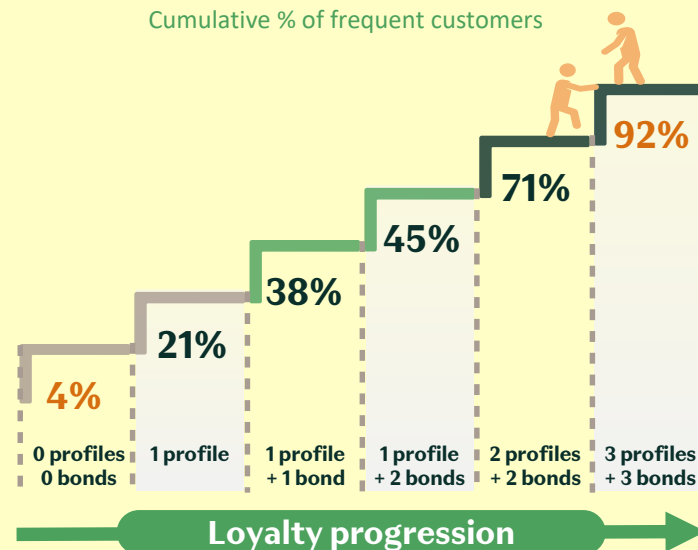 Cumulative % of frequent customers
92%
71%
45%
38%
21%
4%
0 profiles
0 bonds
1 profile
1 profile
+ 1 bond
1 profile
+ 2 bonds
2 profiles
+ 2 bonds
3 profiles
+ 3 bonds
Loyalty progression